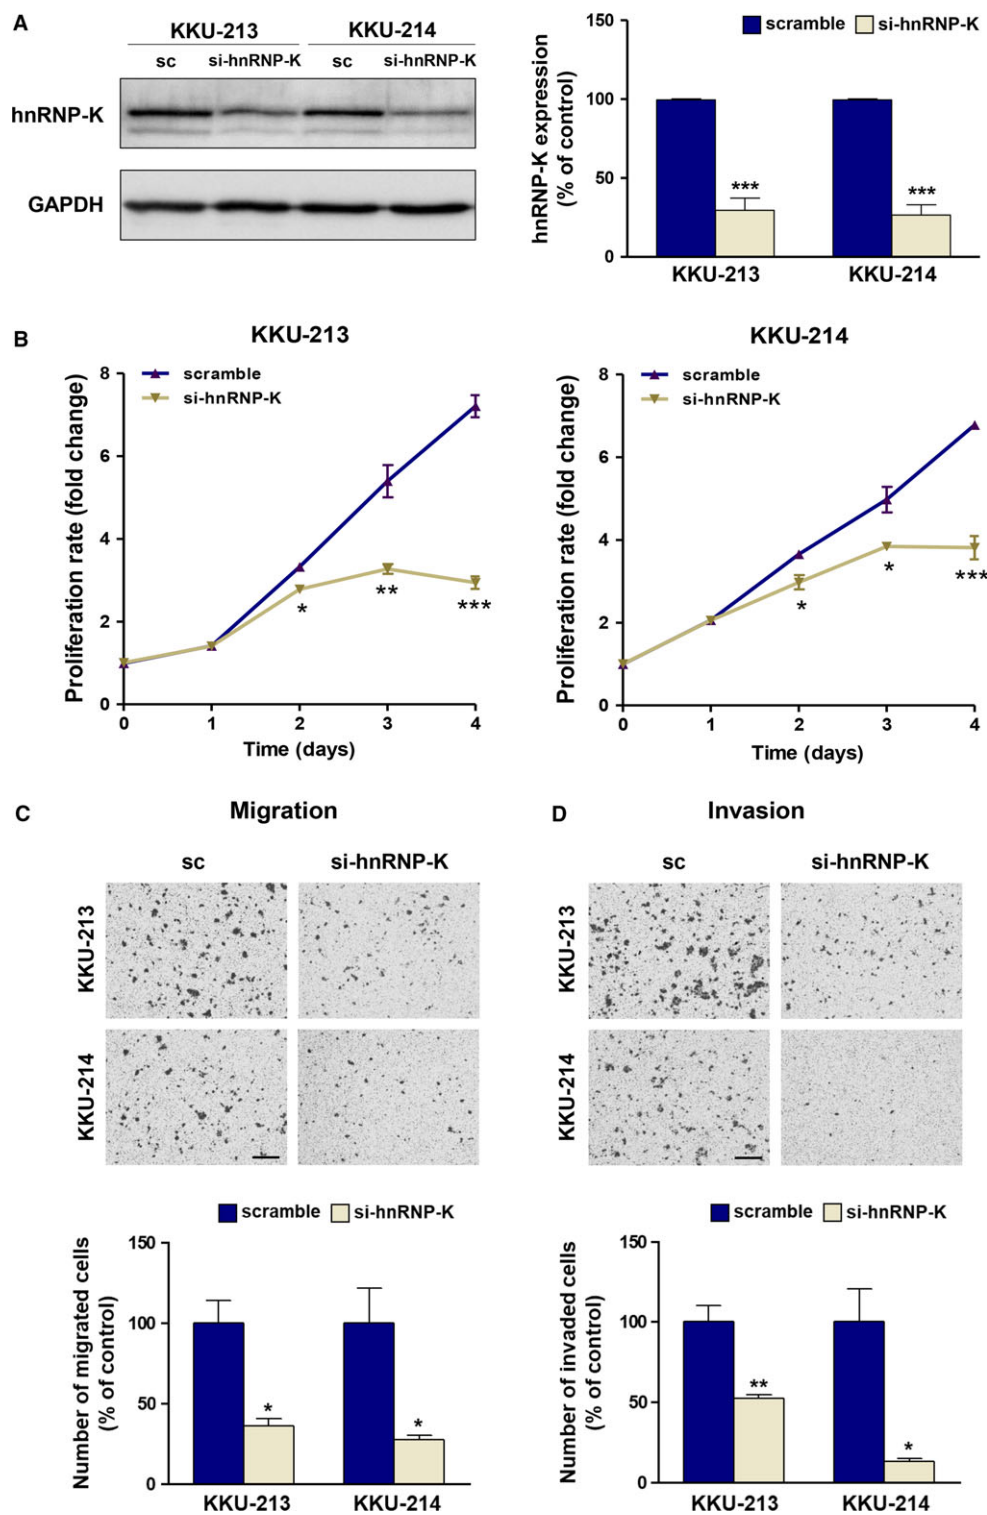 A
KKU-213 KKU-214
sc si-hnRNP-K sc si-hnRNP-K
hnRNP-K
GAPDH
scramble si-hnRNP-K
hnRNP-K expression
(% of control)
150
100
50
0
*** ***
KKU-213 KKU-214
B
KKU-213
scramble
si-hnRNP-K
Proliferation rate (fold change)
8
6
4
2
0
* ** ***
0 1 2 3 4
Time (days)
KKU-214
scramble
si-hnRNP-K
Proliferation rate (fold change)
8
6
4
2
0
* * ***
0 1 2 3 4
Time (days)
C Migration
sc si-hnRNP-K
KKU-213
KKU-214
scramble si-hnRNP-K
Number of migrated cells
(% of control)
150
100
50
0
* *
KKU-213 KKU-214
D Invasion
sc si-hnRNP-K
KKU-213
KKU-214
scramble si-hnRNP-K
Number of invaded cells
(% of control)
150
100
50
0
** *
KKU-213 KKU-214